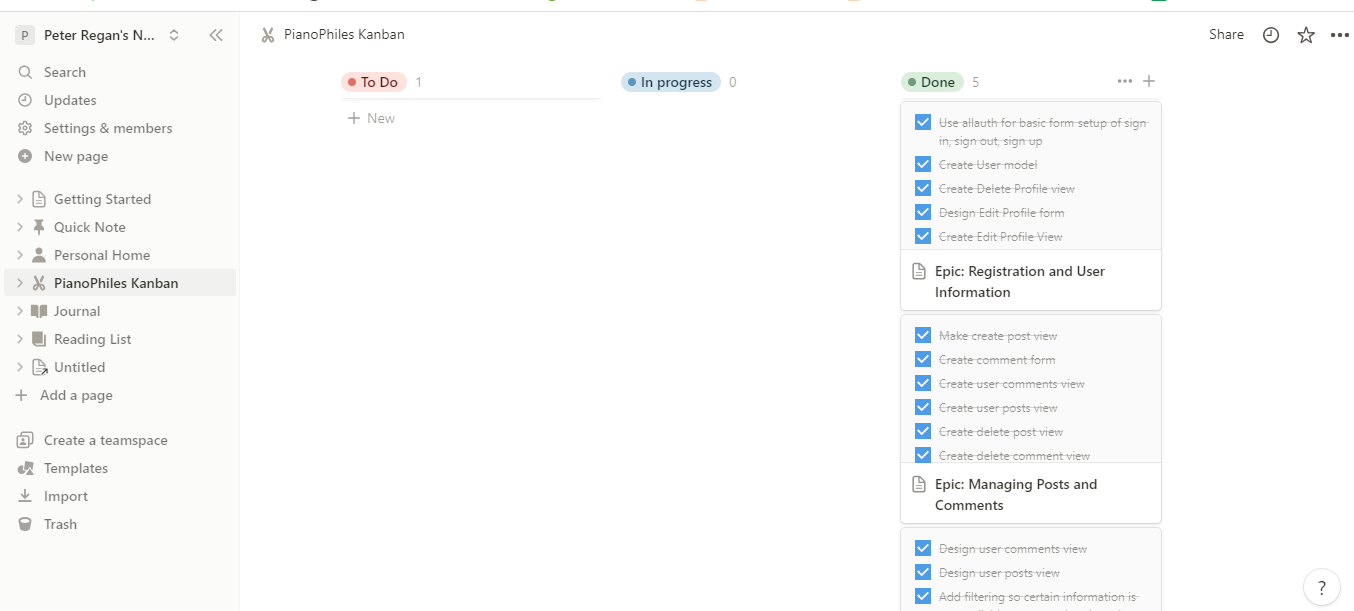 P Peter Regan's N...
Search
Updates
Settings & members
New page
Getting Started
Quick Note
Personal Home
PianoPhiles Kanban
Journal
Reading List
Untitled
Add a page
Create a teamspace
Templates
Import
Trash
PianoPhiles Kanban
Share
To Do 1
+ New
In progress 0
Done 5
Use allauth for basic form setup of sign
in, sign out, sign up
Create User model
Create Delete Profile view
Design Edit Profile form
Create Edit Profile View
Epic: Registration and User
Information
Make create post view
Create comment form
Create user comments view
Create user posts view
Create delete post view
Create delete comment view
Epic: Managing Posts and
Comments
Design user comments view
Design user posts view
Add filtering so certain information is
?